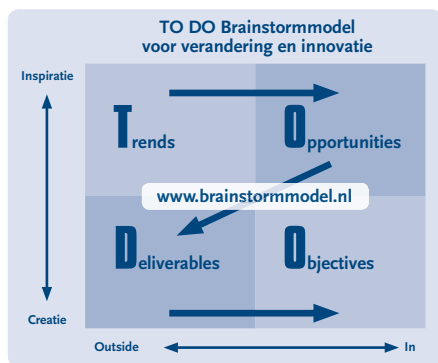 TO DO Brainstormmodel
voor verandering en innovatie
Inspiratie
Trends
Opportunities
www.brainstormmodel.nl
Deliverables
Objectives
Creatie
Outside
In